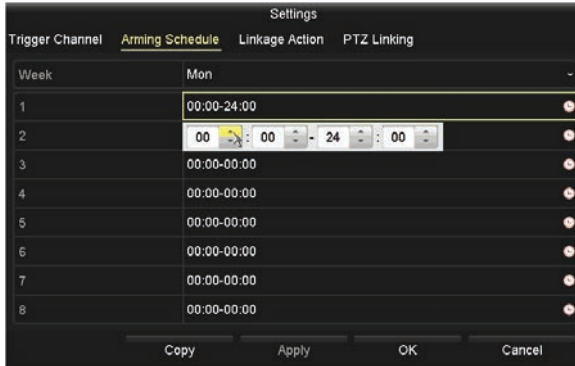 Settings
Trigger Channel Arming Schedule Linkage Action PTZ Linking
Week Mon
1 00:00-24:00
2 00 : 00 - 24 : 00
3 00:00-00:00
4 00:00-00:00
5 00:00-00:00
6 00:00-00:00
7 00:00-00:00
8 00:00-00:00
Copy Apply OK Cancel